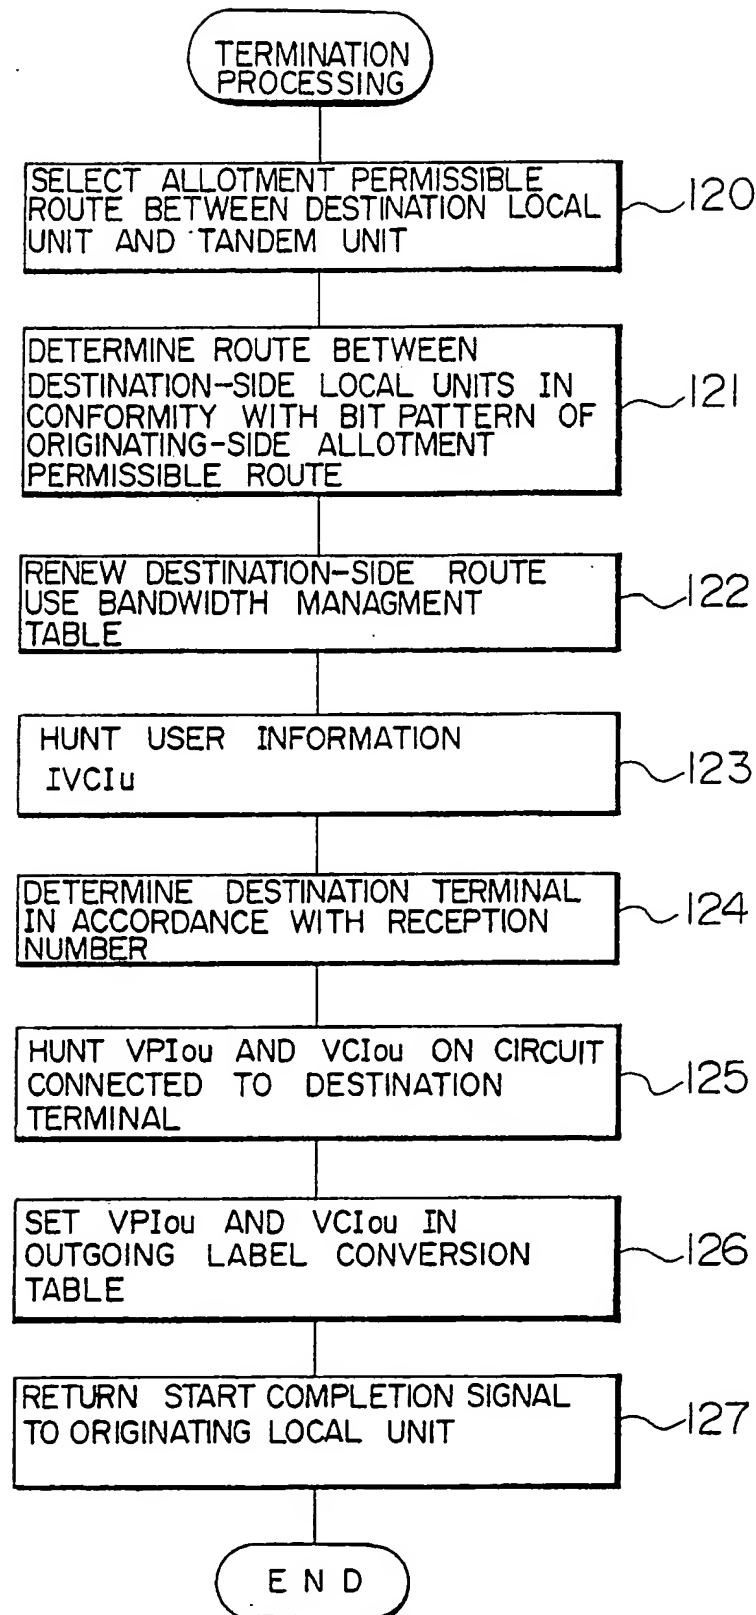 TERMINATION
PROCESSING
SELECT ALLOTMENT PERMISSIBLE
ROUTE BETWEEN DESTINATION LOCAL
UNIT AND TANDEM UNIT
120
DETERMINE ROUTE BETWEEN
DESTINATION-SIDE LOCAL UNITS IN
CONFORMITY WITH BIT PATTERN OF
ORIGINATING-SIDE ALLOTMENT
PERMISSIBLE ROUTE
121
RENEW DESTINATION-SIDE ROUTE
USE BANDWIDTH MANAGMENT
TABLE
122
HUNT USER INFORMATION
IVCIu
123
DETERMINE DESTINATION TERMINAL
IN ACCORDANCE WITH RECEPTION
NUMBER
124
HUNT VPIou AND VCIou ON CIRCUIT
CONNECTED TO DESTINATION
TERMINAL
125
SET VPIou AND VCIou IN
OUTGOING LABEL CONVERSION
TABLE
126
RETURN START COMPLETION SIGNAL
TO ORIGINATING LOCAL UNIT
127
END